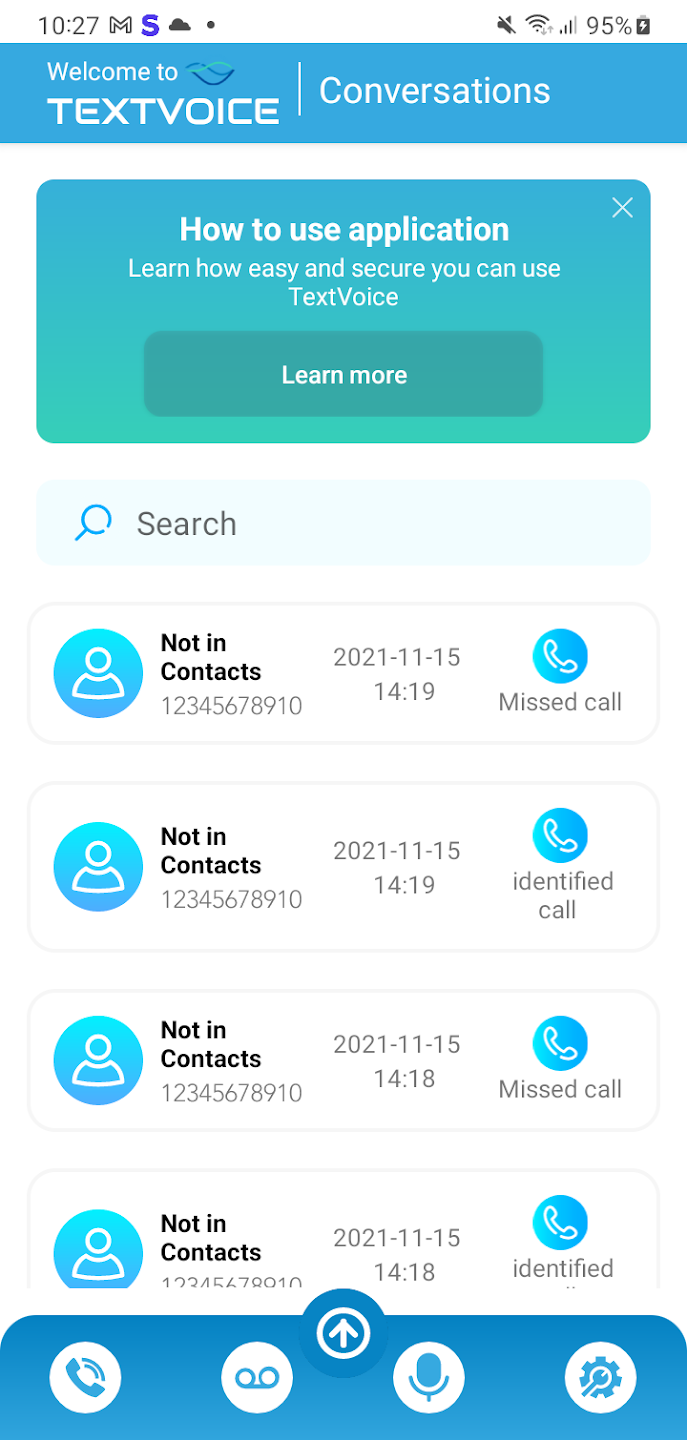 10:27
95%
Welcome to
TEXTVOICE
Conversations
How to use application
Learn how easy and secure you can use
TextVoice
Learn more
Search
Not in
Contacts
12345678910
2021-11-15
14:19
Missed call
Not in
Contacts
12345678910
2021-11-15
14:19
identified
call
Not in
Contacts
12345678910
2021-11-15
14:18
Missed call
Not in
Contacts
12345678910
2021-11-15
14:18
identified